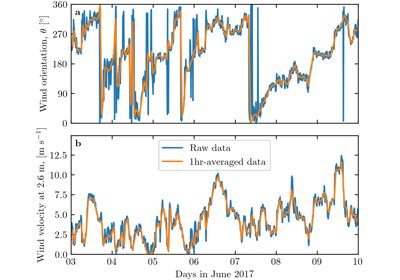 a
Wind orientation, θ [°]
360
270
180
90
0
b
Raw data
1hr-averaged data
Wind velocity at 2.6 m, [m s⁻¹]
12.5
10.0
7.5
5.0
2.5
0.0
03 04 05 06 07 08 09 10
Days in June 2017